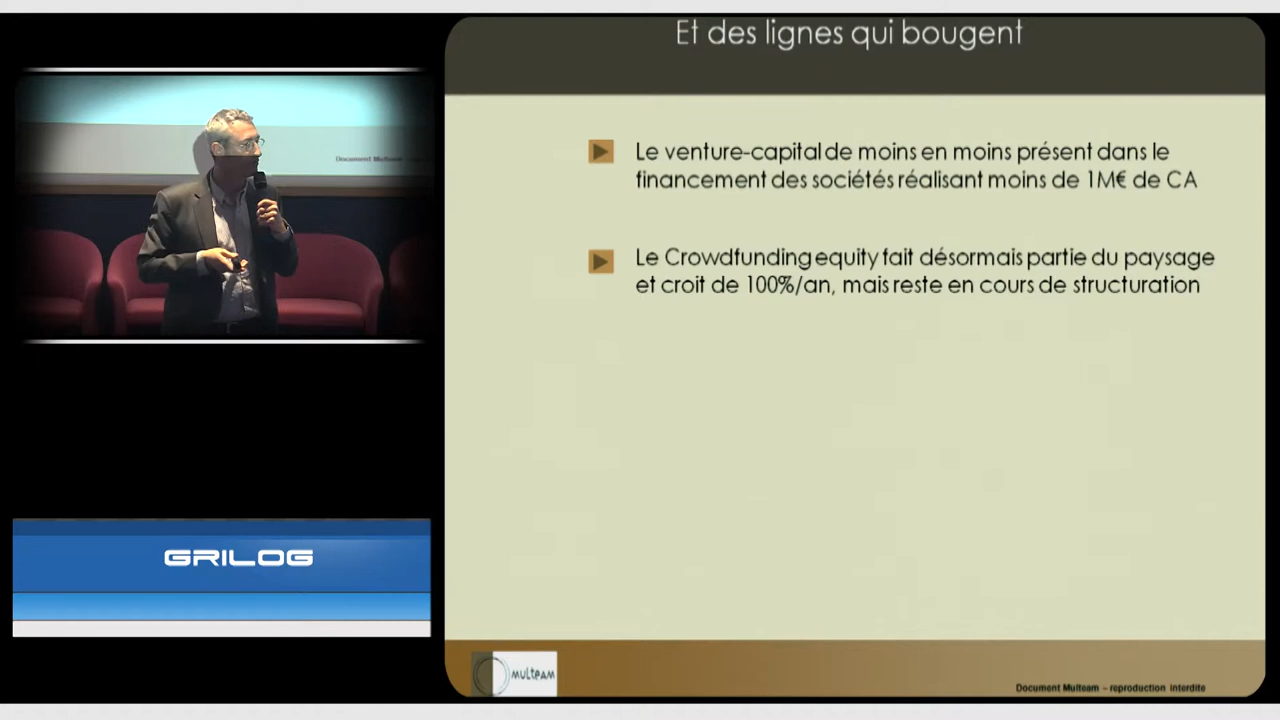 Et des lignes qui bougent
Le venture-capital de moins en moins présent dans le
financement des sociétés réalisant moins de 1M€ de CA
Le Crowdfunding equity fait désormais partie du paysage
et croit de 100%/an, mais reste en cours de structuration
Document Multeam
GRILOG
multeam
Document Multeam – reproduction interdite